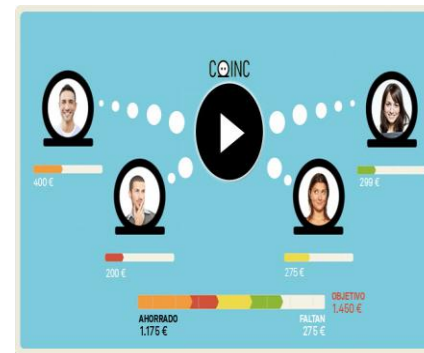 COINC
400 €
299 €
200 €
275 €
OBJETIVO
1.450 €
AHORRADO
1.175 €
FALTAN
275 €